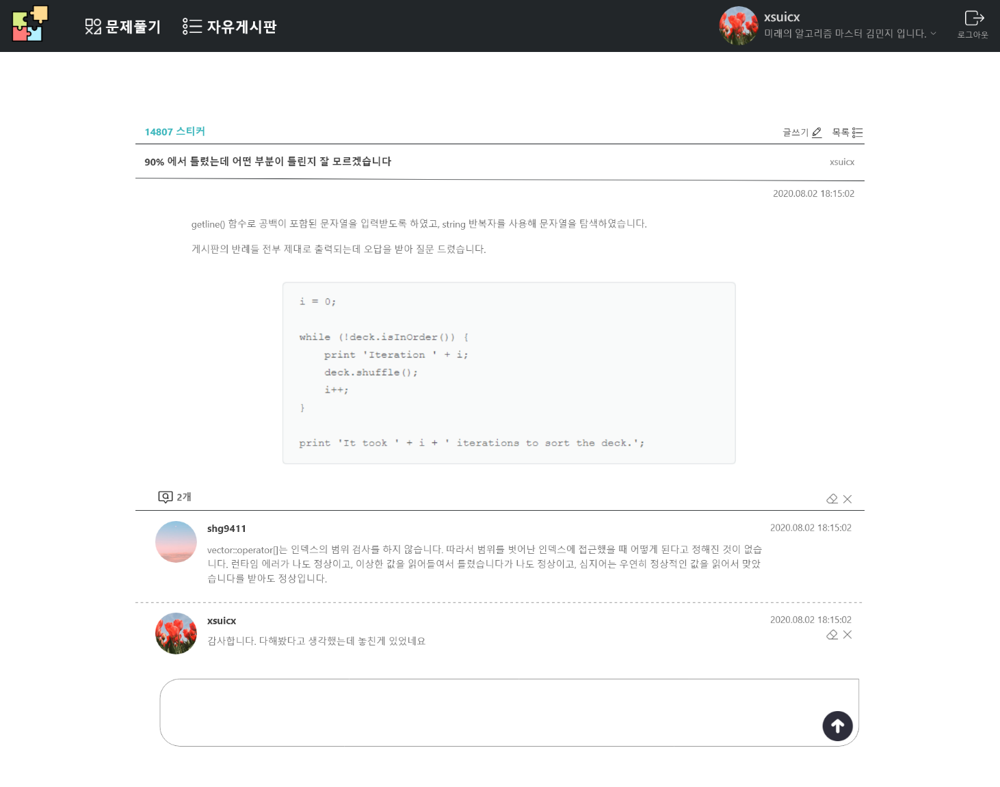 문제풀기
자유게시판
xsuicx
미래의 알고리즘 마스터 김민지 입니다.
로그아웃
14807 스티커
글쓰기
목록
90% 에서 틀렸는데 어떤 부분이 틀린지 잘 모르겠습니다
xsuicx
2020.08.02 18:15:02
getline() 함수로 공백이 포함된 문자열을 입력받도록 하였고, string 반복자를 사용해 문자열을 탐색하였습니다.
게시판의 반례들 전부 제대로 출력되는데 오답을 받아 질문 드렸습니다.
i = 0;
while (!deck.isInOrder()) {
    print 'Iteration ' + i;
    deck.shuffle();
    i++;
}
print 'It took ' + i + ' iterations to sort the deck.';
2개
shg9411
2020.08.02 18:15:02
vector::operator[]는 인덱스의 범위 검사를 하지 않습니다. 따라서 범위를 벗어난 인덱스에 접근했을 때 어떻게 된다고 정해진 것이 없습
니다. 런타임 에러가 나도 정상이고, 이상한 값을 읽어들여서 틀렸습니다가 나도 정상이고, 심지어는 우연히 정상적인 값을 읽어서 맞았
습니다를 받아도 정상입니다.
xsuicx
2020.08.02 18:15:02
감사합니다. 다해봤다고 생각했는데 놓친게 있었네요